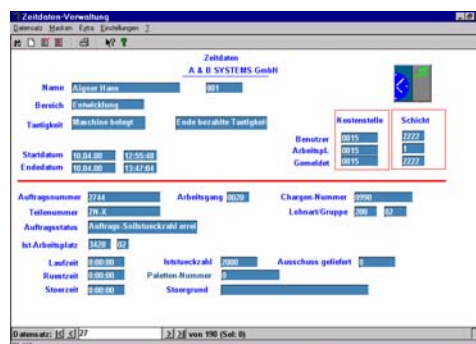 Zeitdaten-Verwaltung
Datensatz Masken Extra Einstellungen ?
Zeitdaten
A & B SYSTEMS GmbH
Name Aigner Hans 001
Bereich Entwicklung
Taetigkeit Maschine belegt Ende bezahlte Taetigkeit
Kostenstelle Schicht
Benutzer 0815 2222
Arbeitspl. 0815 1
Gemeldet 0815 2222
Startdatum 10.04.00 12:55:40
Endedatum 10.04.00 13:47:04
Auftragsnummer 2744 Arbeitsgang 0020 Chargen-Nummer 0990
Teilenummer 2N-X Lohnart/Gruppe 200 02
Auftragsstatus Auftrags-Sollstueckzahl errei
Ist-Arbeitsplatz 3420 02
Laufzeit 0:00:00 Iststueckzahl 2000 Ausschuss geliefert 0
Ruestzeit 0:00:00 Paletten-Nummer 0
Stoerzeit 0:00:00 Stoergrund
Datensatz: 27 von 190 (Sel: 0)